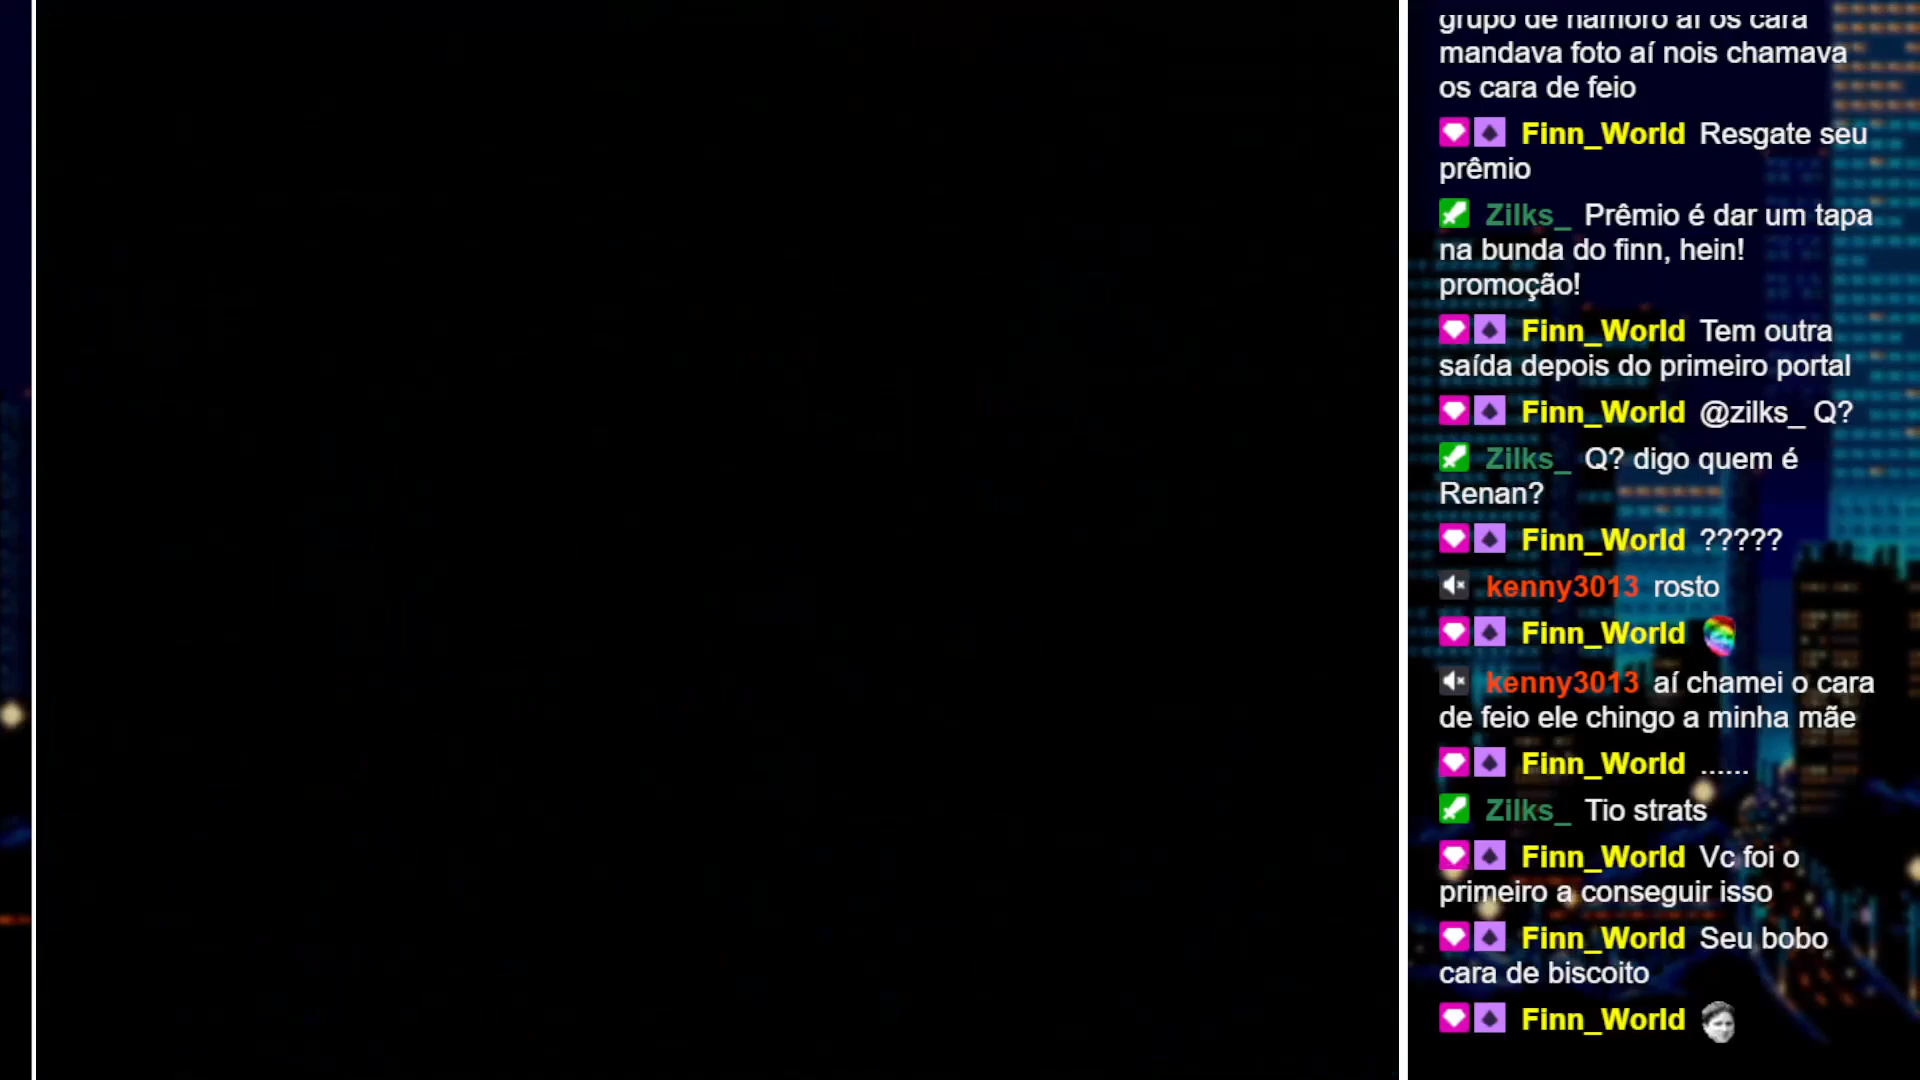 grupo de namoro aí os cara
mandava foto aí nois chamava
os cara de feio
Finn_World Resgate seu
prêmio
Zilks_ Prêmio é dar um tapa
na bunda do finn, hein!
promoção!
Finn_World Tem outra
saída depois do primeiro portal
Finn_World @zilks_ Q?
Zilks_ Q? digo quem é
Renan?
Finn_World ?????
kenny3013 rosto
Finn_World
kenny3013 aí chamei o cara
de feio ele chingo a minha mãe
Finn_World ......
Zilks_ Tio strats
Finn_World Vc foi o
primeiro a conseguir isso
Finn_World Seu bobo
cara de biscoito
Finn_World